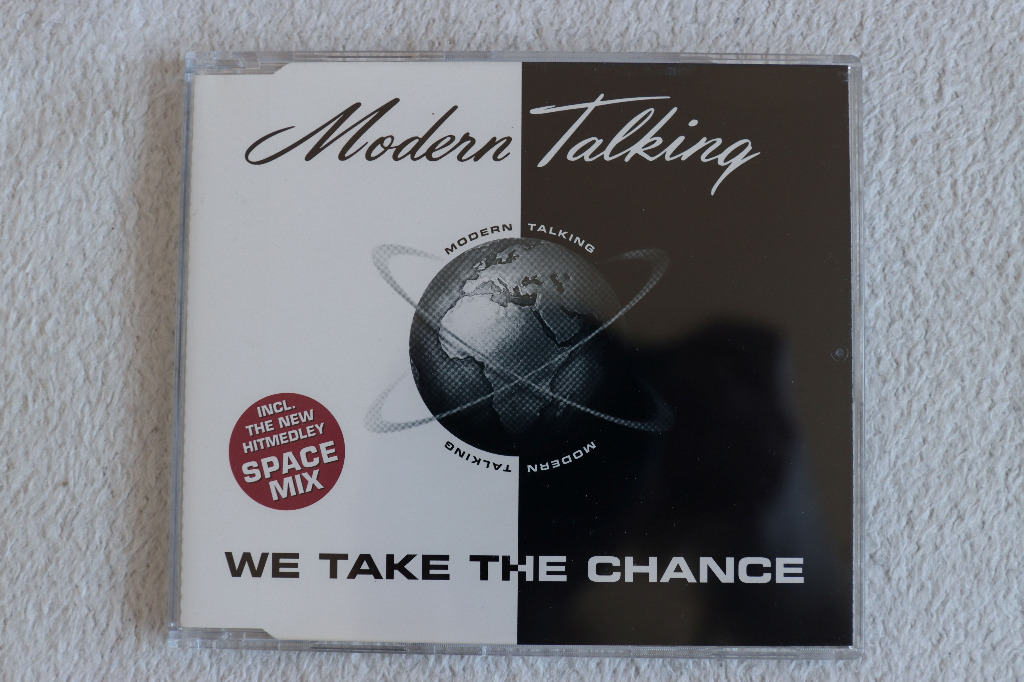 Modern Talking
MODERN TALKING
INCL.
THE NEW
HITMEDLEY
SPACE
MIX
MODERN TALKING
WE TAKE THE CHANCE